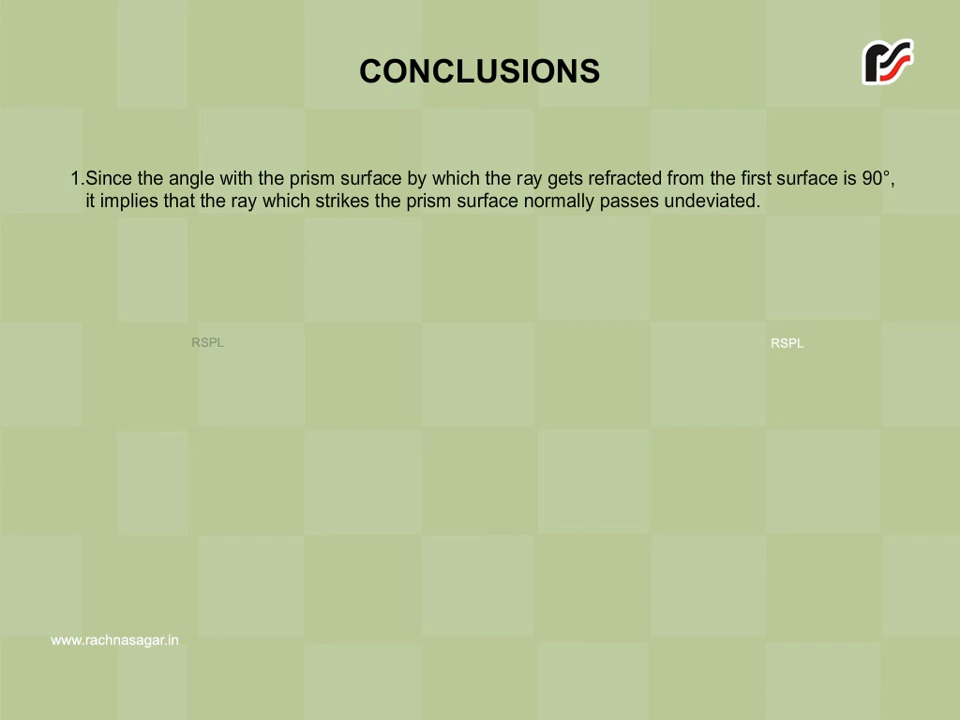 CONCLUSIONS
1.Since the angle with the prism surface by which the ray gets refracted from the first surface is 90°,
it implies that the ray which strikes the prism surface normally passes undeviated.
RSPL RSPL
www.rachnasagar.in